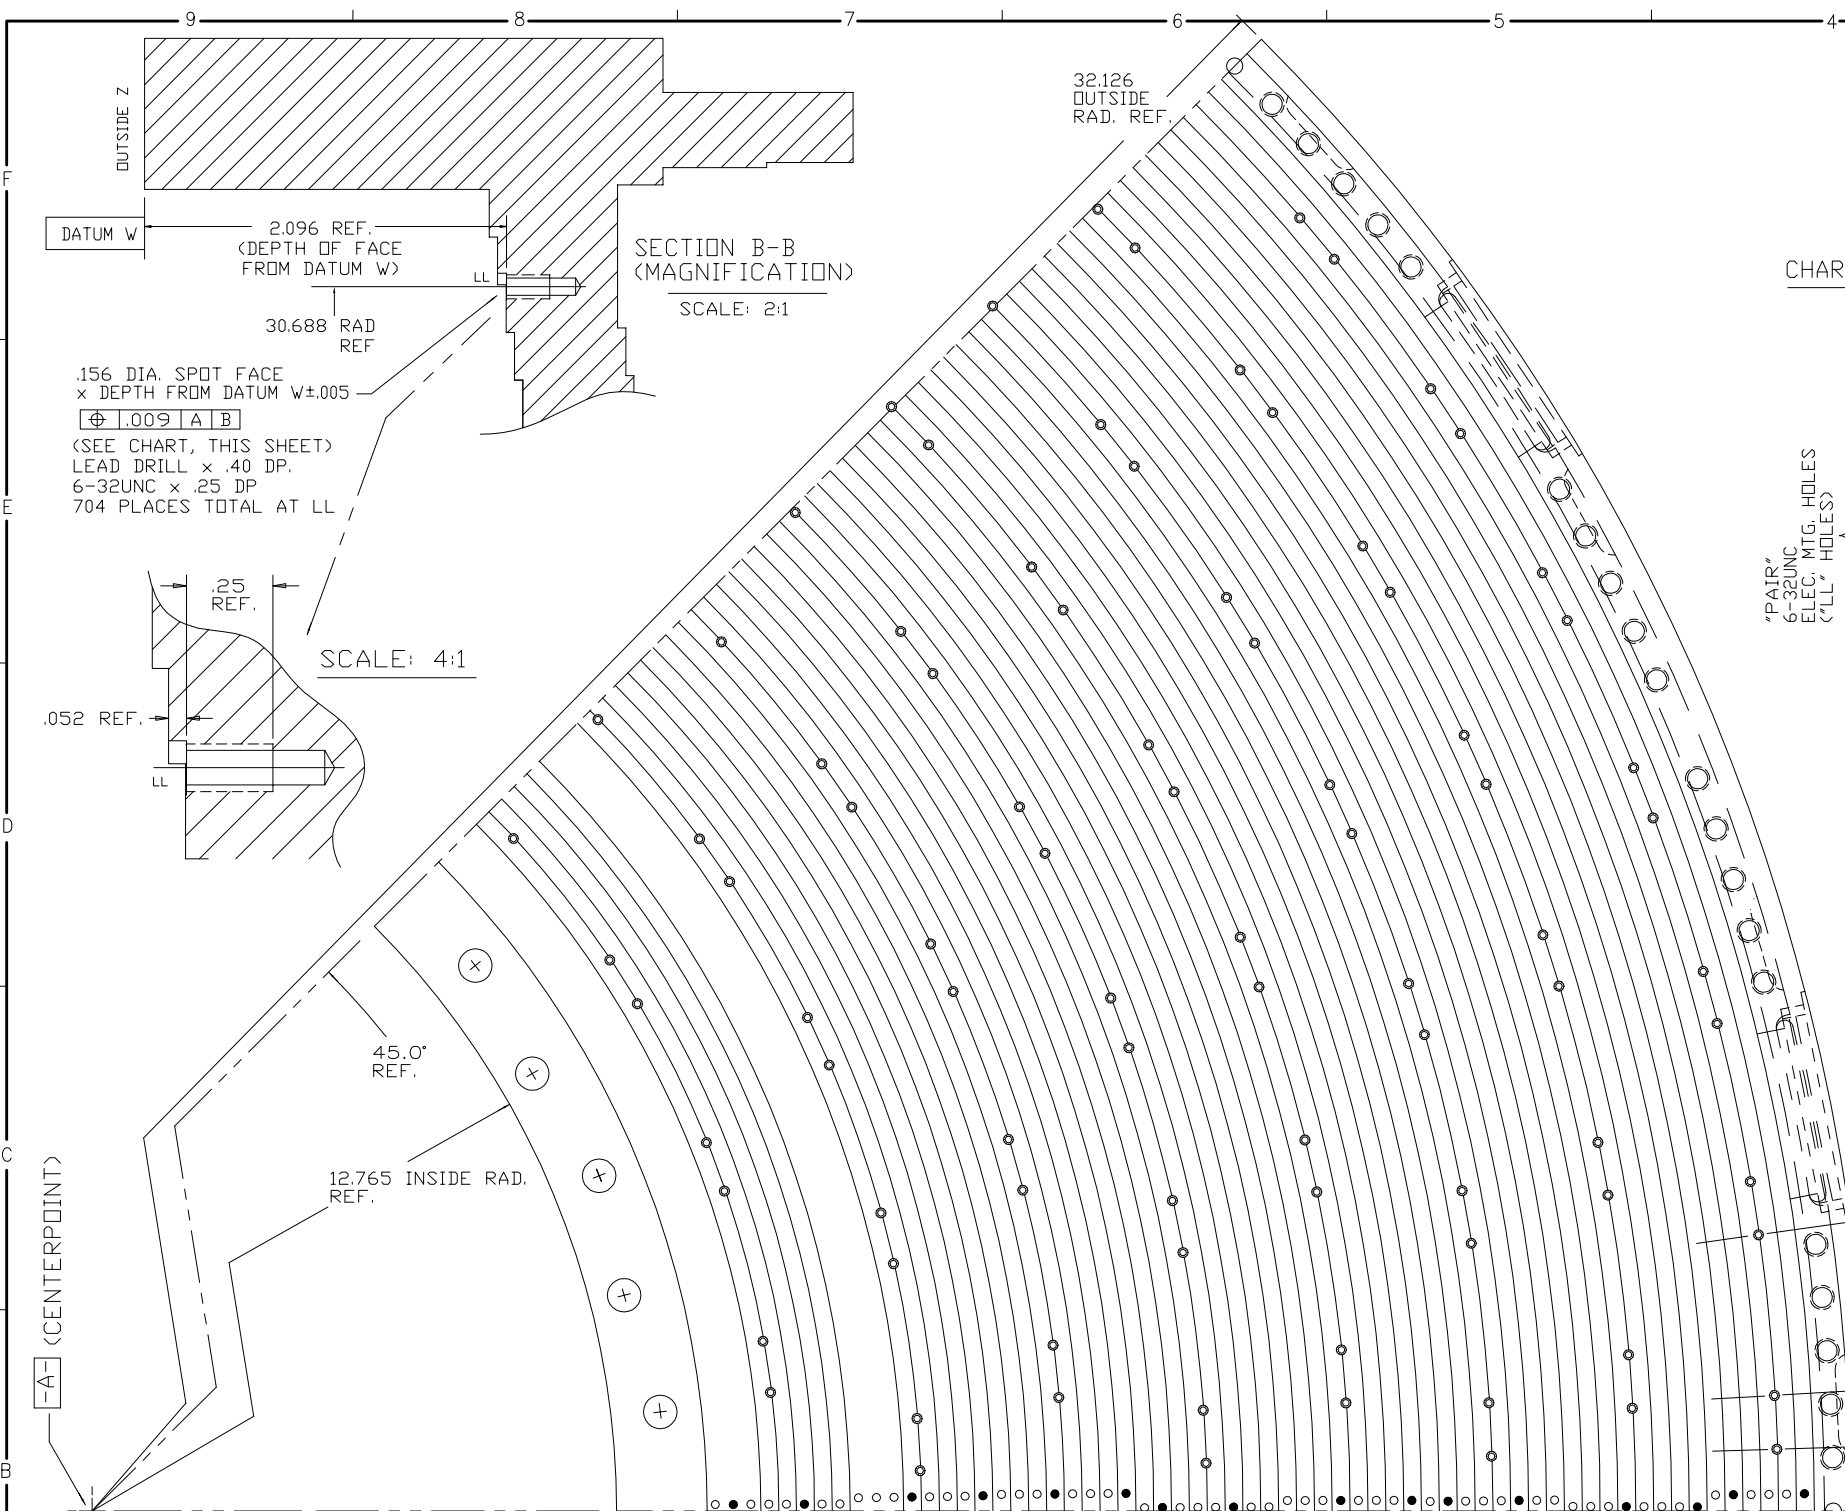 9
8
7
6
5
4
F
E
D
C
B
OUTSIDE Z
DATUM W
2.096 REF.
(DEPTH OF FACE
FROM DATUM W)
LL
30.688 RAD
REF
SECTION B-B
(MAGNIFICATION)
SCALE: 2:1
.156 DIA. SPOT FACE
x DEPTH FROM DATUM W±.005
⌖ .009 A B
(SEE CHART, THIS SHEET)
LEAD DRILL x .40 DP.
6-32UNC x .25 DP
704 PLACES TOTAL AT LL
.25
REF.
SCALE: 4:1
.052 REF.
LL
32.126
OUTSIDE
RAD. REF.
CHAR
"PAIR"
6-32UNC
ELEC. MTG. HOLES
("LL" HOLES)
45.0°
REF.
12.765 INSIDE RAD.
REF.
-A- (CENTERPOINT)